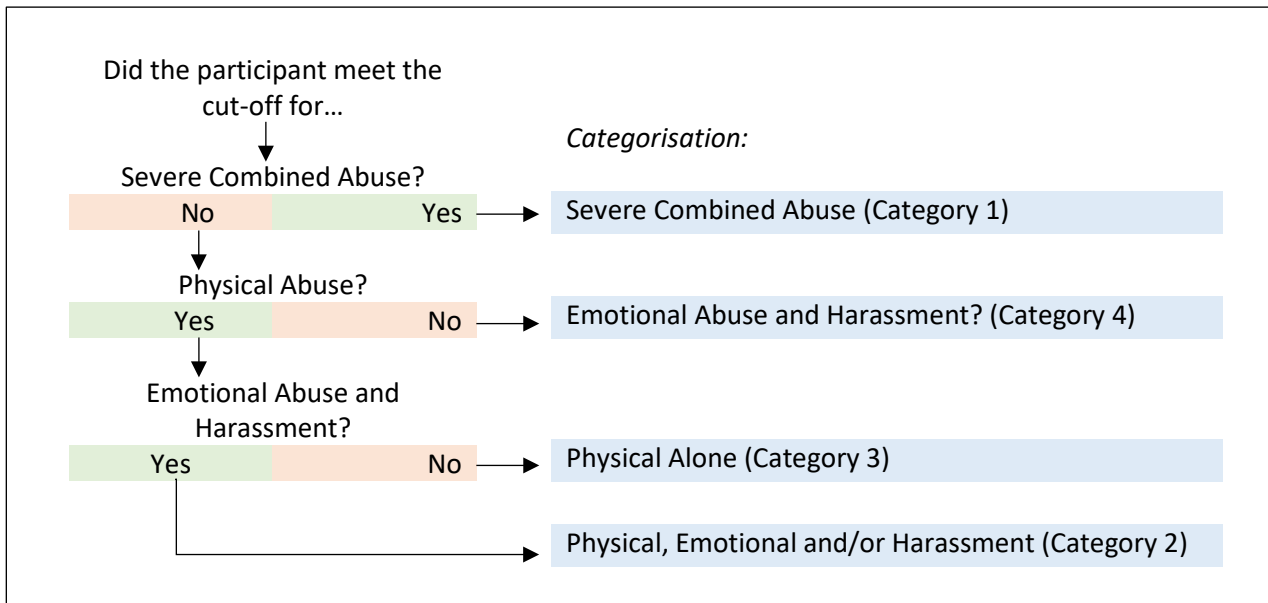 Did the participant meet the
cut-off for…
Categorisation:
Severe Combined Abuse?
No Yes
Severe Combined Abuse (Category 1)
Physical Abuse?
Yes No
Emotional Abuse and Harassment? (Category 4)
Emotional Abuse and
Harassment?
Yes No
Physical Alone (Category 3)
Physical, Emotional and/or Harassment (Category 2)